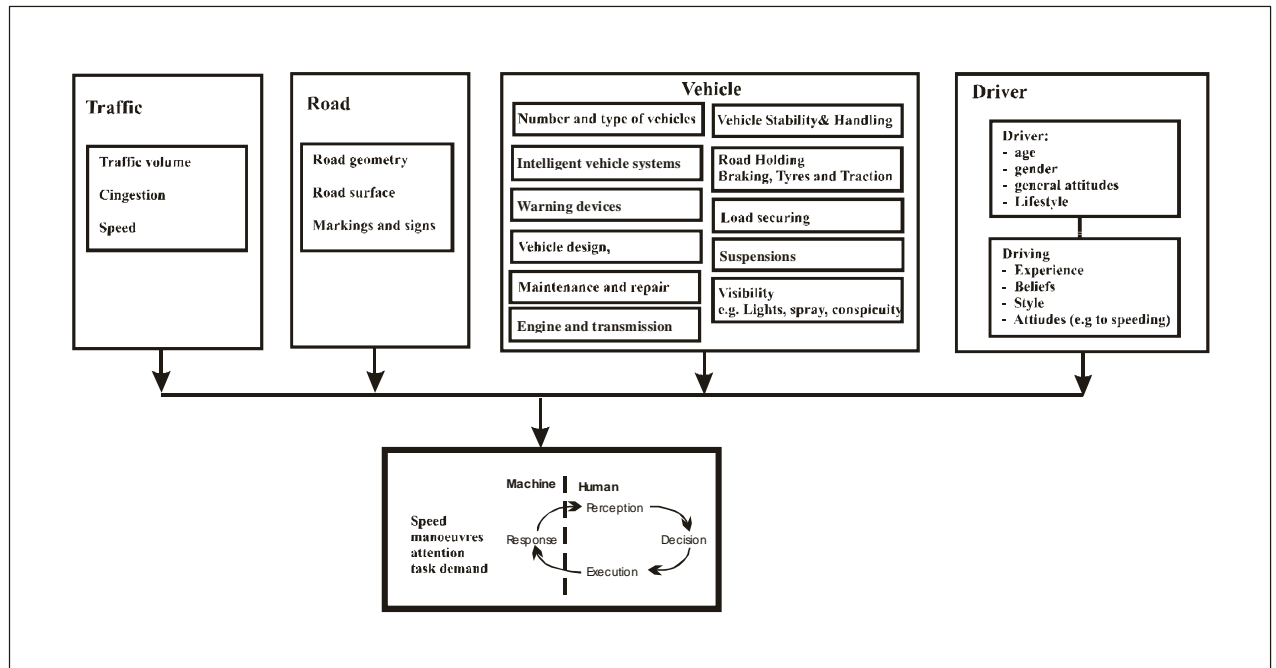 Traffic
Traffic volume
Cingestion
Speed
Road
Road geometry
Road surface
Markings and signs
Vehicle
Number and type of vehicles
Intelligent vehicle systems
Warning devices
Vehicle design,
Maintenance and repair
Engine and transmission
Vehicle Stability& Handling
Road Holding
Braking, Tyres and Traction
Load securing
Suspensions
Visibility
e.g. Lights, spray, conspicuity
Driver
Driver:
- age
- gender
- general attitudes
- Lifestyle
Driving
- Experience
- Beliefs
- Style
- Attiudes (e.g to speeding)
Speed
manoeuvres
attention
task demand
Machine
Human
Perception
Decision
Execution
Response